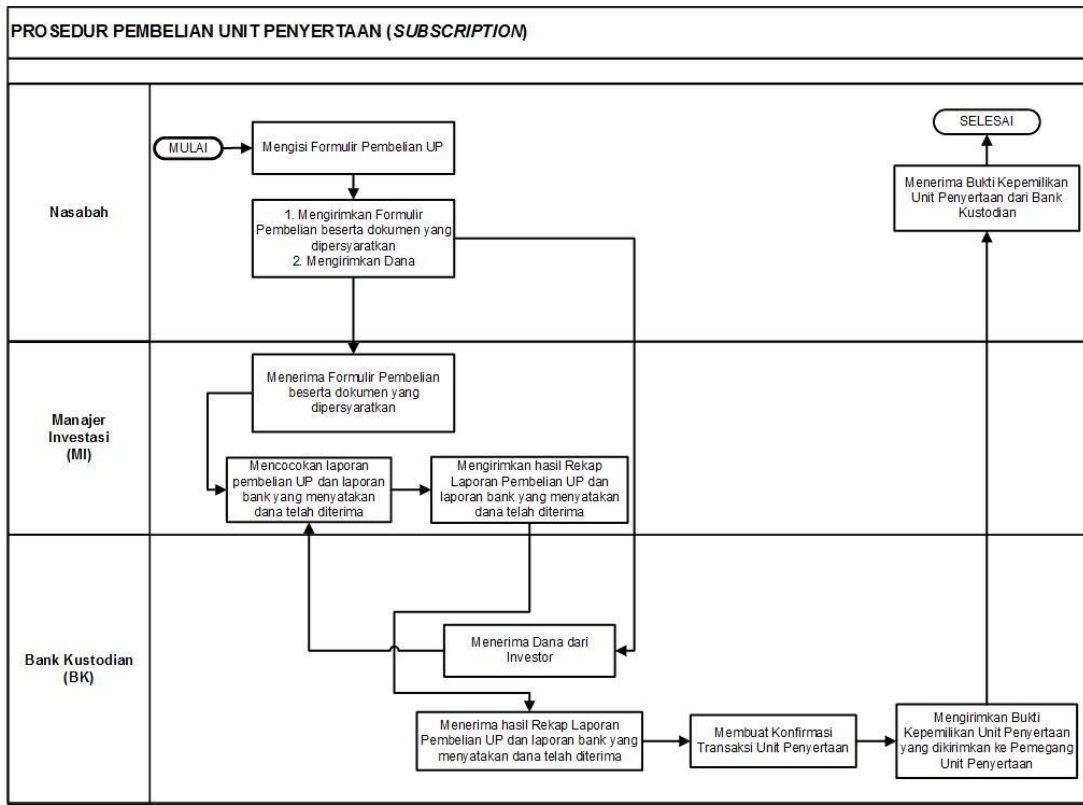 PROSEDUR PEMBELIAN UNIT PENYERTAAN (SUBSCRIPTION)
Nasabah
MULAI
Mengisi Formulir Pembelian UP
1. Mengirimkan Formulir
Pembelian beserta dokumen yang
dipersyaratkan
2. Mengirimkan Dana
SELESAI
Menerima Bukti Kepemilikan
Unit Penyertaan dari Bank
Kustodian
Manajer
Investasi
(MI)
Menerima Formulir Pembelian
beserta dokumen yang
dipersyaratkan
Mencocokan laporan
pembelian UP dan laporan
bank yang menyatakan
dana telah diterima
Mengirimkan hasil Rekap
Laporan Pembelian UP dan
laporan bank yang menyatakan
dana telah diterima
Bank Kustodian
(BK)
Menerima Dana dari
Investor
Menerima hasil Rekap Laporan
Pembelian UP dan laporan bank yang
menyatakan dana telah diterima
Membuat Konfirmasi
Transaksi Unit Penyertaan
Mengirimkan Bukti
Kepemilikan Unit Penyertaan
yang dikirimkan ke Pemegang
Unit Penyertaan